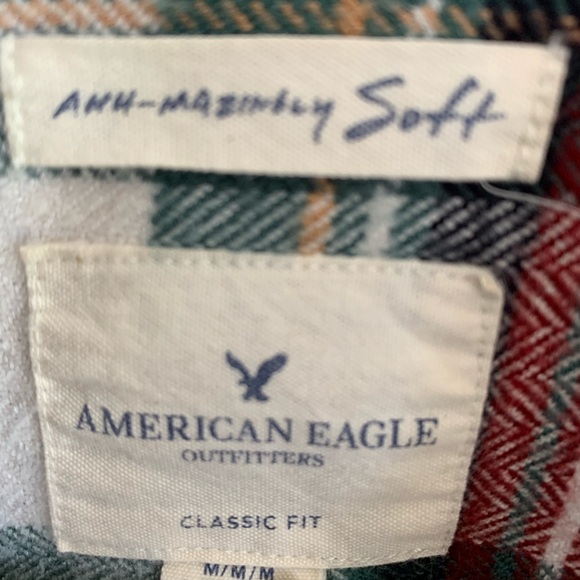 AHH-MAZINGLY Soft
AMERICAN EAGLE
OUTFITTERS
CLASSIC FIT
M/M/M